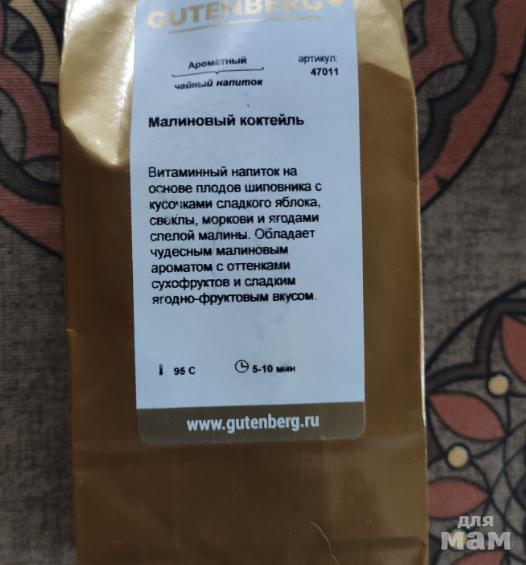 GUTENBERG
Ароматный
чайный напиток
артикул:
47011
Малиновый коктейль
Витаминный напиток на
основе плодов шиповника с
кусочками сладкого яблока,
свеклы, моркови и ягодами
спелой малины. Обладает
чудесным малиновым
ароматом с оттенками
сухофруктов и сладким
ягодно-фруктовым вкусом.
95 С
5-10 мин
www.gutenberg.ru
для
мам